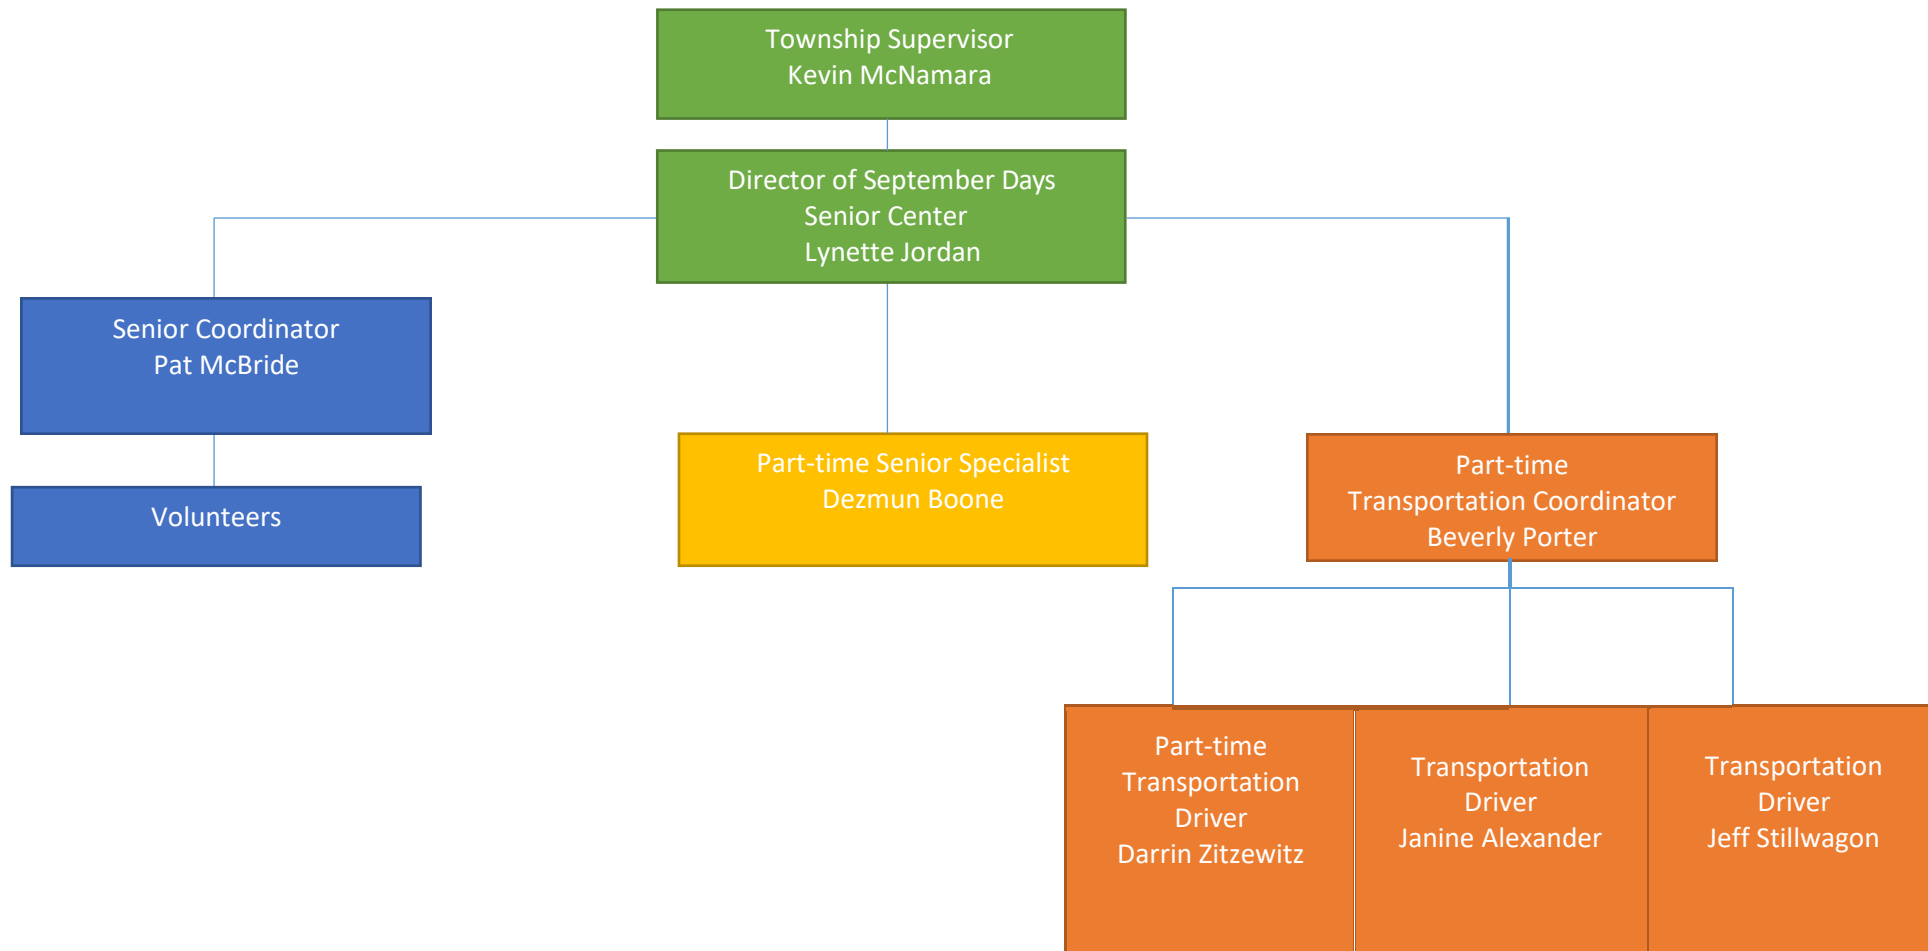 Township Supervisor
Kevin McNamara
Director of September Days
Senior Center
Lynette Jordan
Senior Coordinator
Pat McBride
Volunteers
Part-time Senior Specialist
Dezmun Boone
Part-time
Transportation Coordinator
Beverly Porter
Part-time
Transportation
Driver
Darrin Zitzewitz
Transportation
Driver
Janine Alexander
Transportation
Driver
Jeff Stillwagon